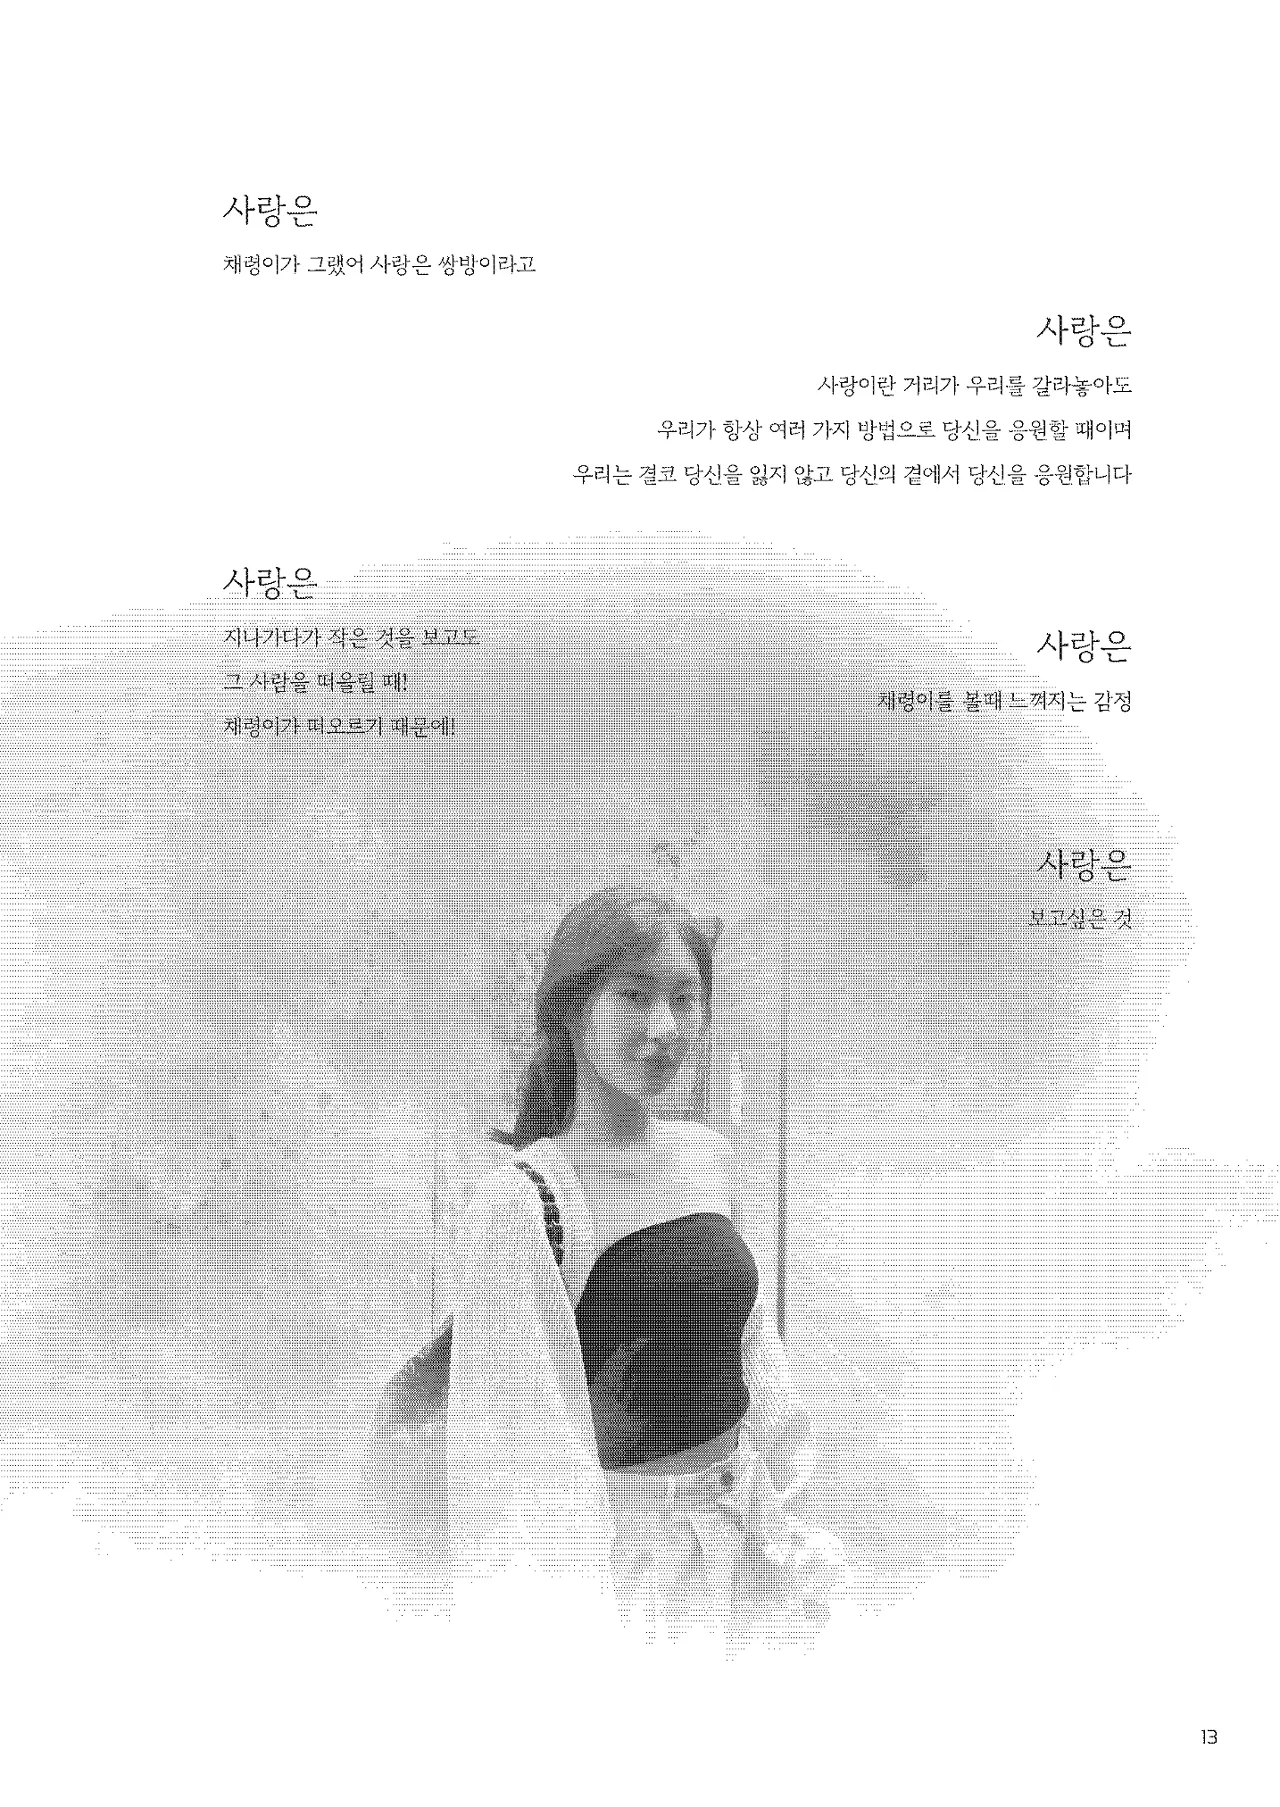 사랑은
채령이가 그랬어 사랑은 쌍방이라고
사랑은
사랑이란 거리가 우리를 갈라놓아도
우리가 항상 여러 가지 방법으로 당신을 응원할 때이며
우리는 결코 당신을 잃지 않고 당신의 곁에서 당신을 응원합니다
사랑은
지나가다가 작은 것을 보고도
그 사람을 떠올릴 때!
채령이가 떠오르기 때문에!
사랑은
채령이를 볼때 느껴지는 감정
사랑은
보고싶은 것
13